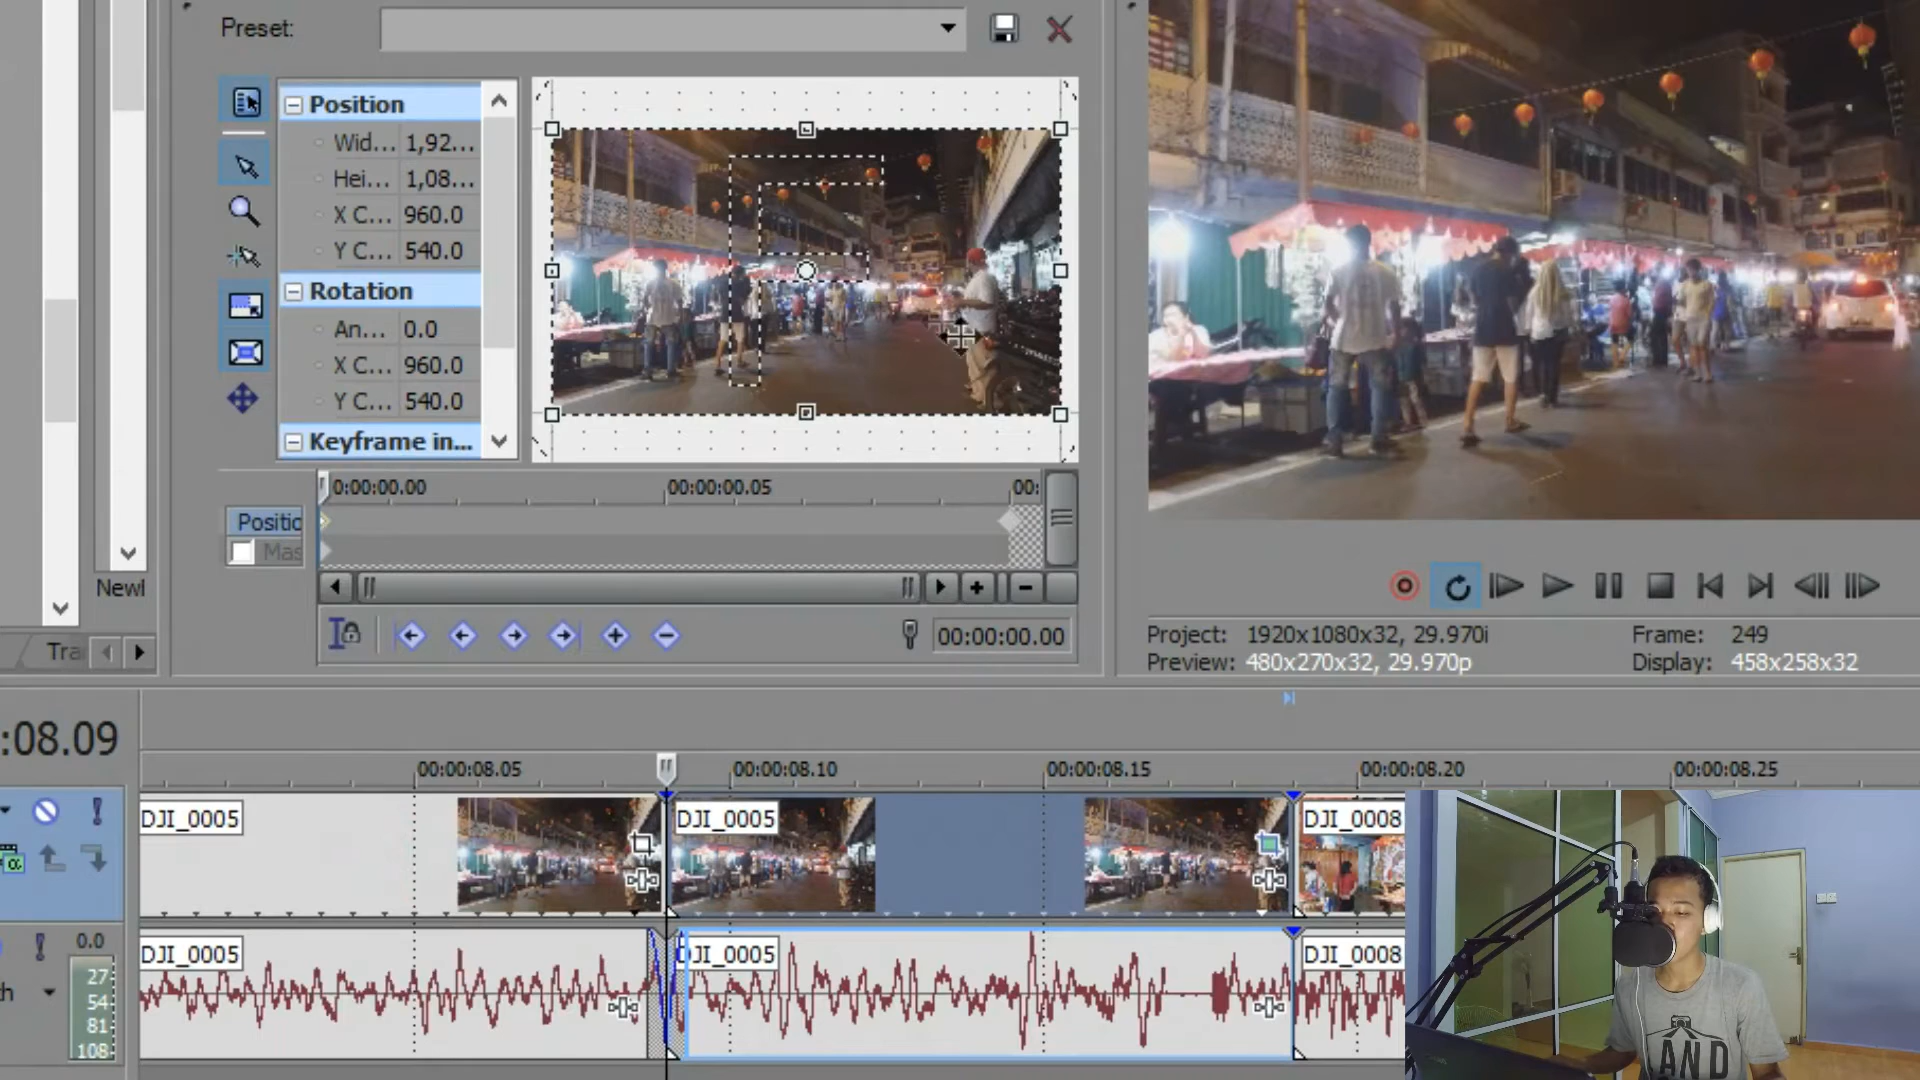 Preset:
Position
Wid... 1,92...
Hei... 1,08...
X C... 960.0
Y C... 540.0
Rotation
An... 0.0
X C... 960.0
Y C... 540.0
Keyframe in...
0:00:00.00 00:00:00.05 00:
Positic
Mas
Newl
Tra
00:00:00.00
Project: 1920x1080x32, 29.970i Frame: 249
Preview: 480x270x32, 29.970p Display: 458x258x32
:08.09
00:00:08.05 00:00:08.10 00:00:08.15 00:00:08.20 00:00:08.25
DJI_0005 DJI_0005 DJI_0008
0.0
27
54
81
108
th
DJI_0005 DJI_0005 DJI_0008
LAND